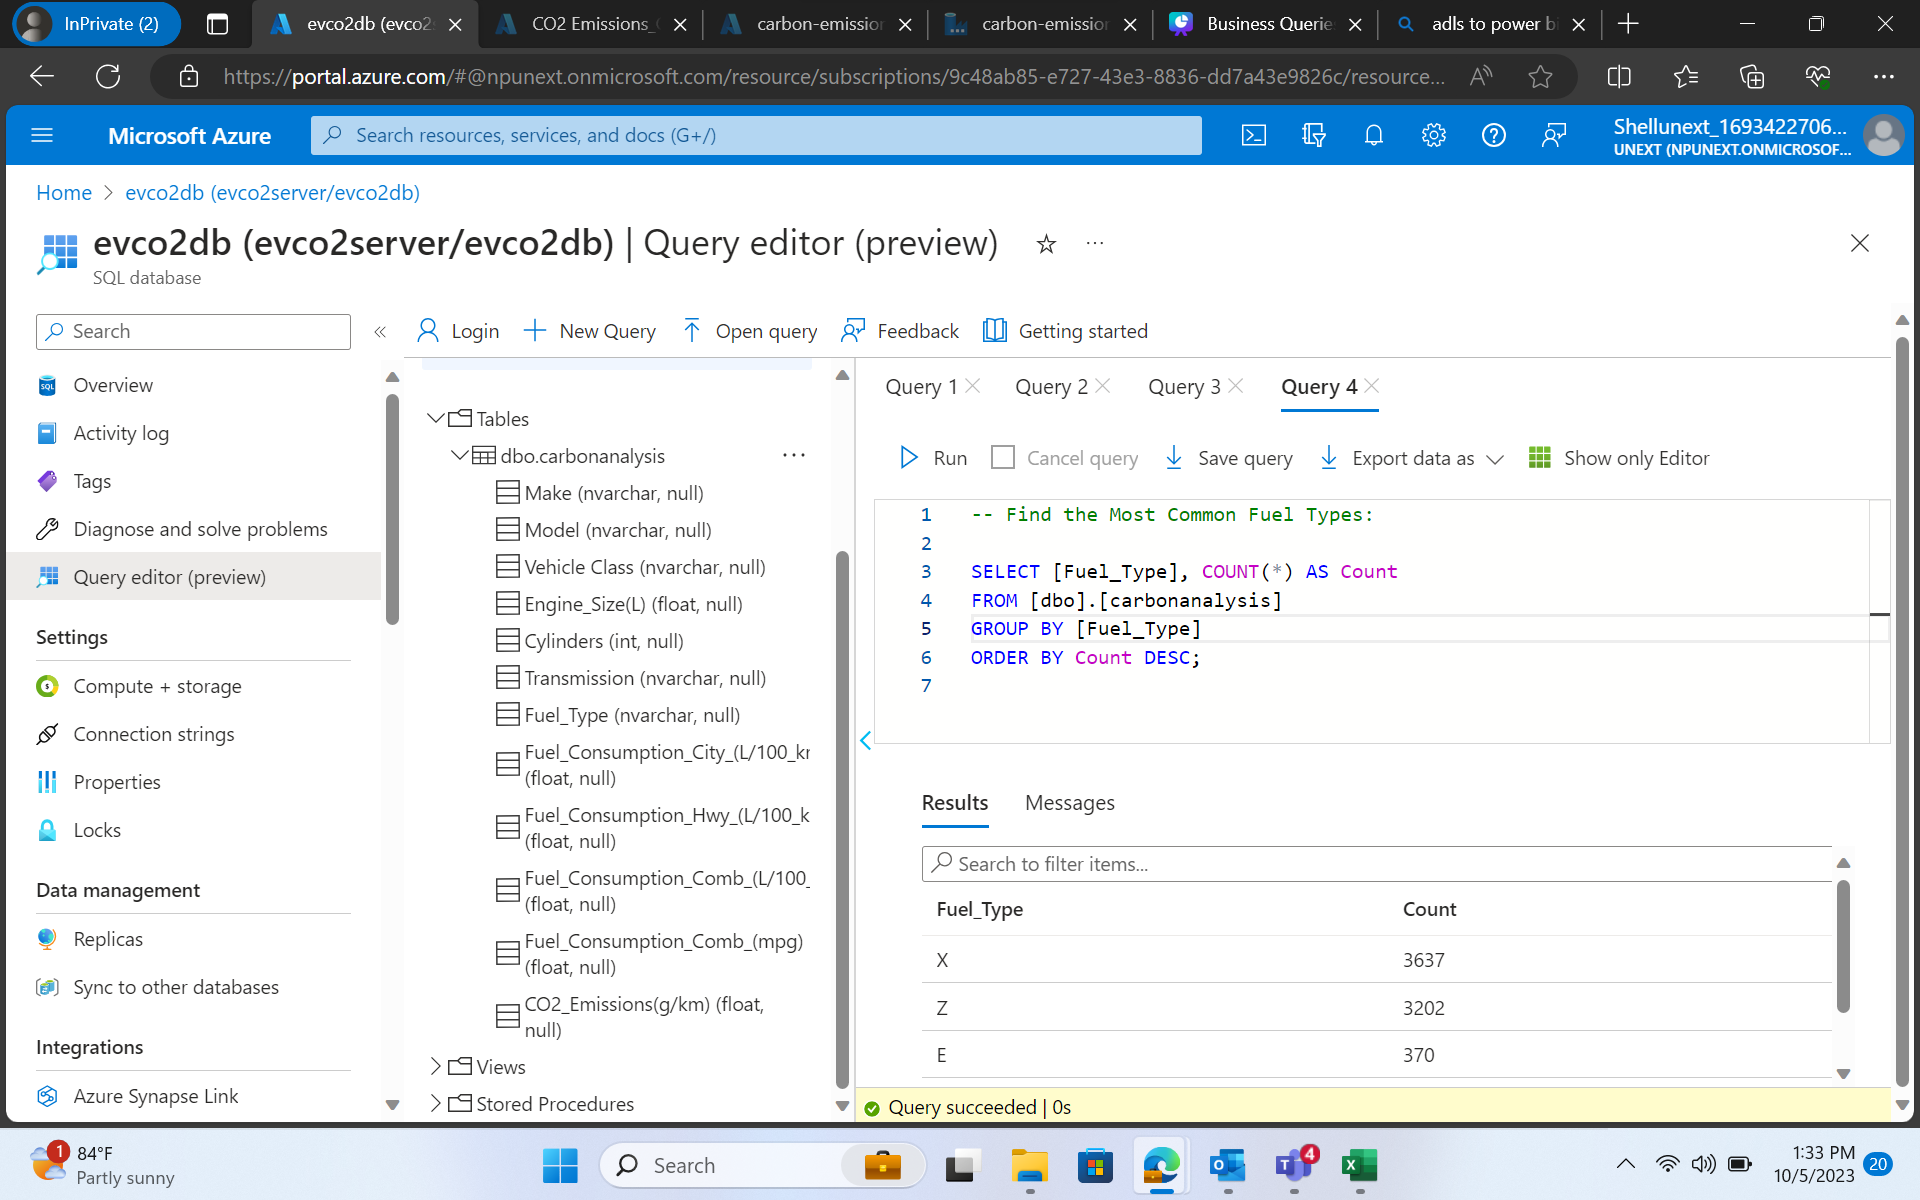 InPrivate (2)
evco2db (evco2s
CO2 Emissions_C
carbon-emission
carbon-emission
Business Querie
adls to power bi
https://portal.azure.com/#@npunext.onmicrosoft.com/resource/subscriptions/9c48ab85-e727-43e3-8836-dd7a43e9826c/resource...
Microsoft Azure
Search resources, services, and docs (G+/)
Shellunext_1693422706...
UNEXT (NPUNEXT.ONMICROSOF...
Home > evco2db (evco2server/evco2db)
evco2db (evco2server/evco2db) | Query editor (preview)
SQL database
Search
Login
New Query
Open query
Feedback
Getting started
Overview
Activity log
Tags
Diagnose and solve problems
Query editor (preview)
Settings
Compute + storage
Connection strings
Properties
Locks
Data management
Replicas
Sync to other databases
Integrations
Azure Synapse Link
Tables
dbo.carbonanalysis
Make (nvarchar, null)
Model (nvarchar, null)
Vehicle Class (nvarchar, null)
Engine_Size(L) (float, null)
Cylinders (int, null)
Transmission (nvarchar, null)
Fuel_Type (nvarchar, null)
Fuel_Consumption_City_(L/100_kr
(float, null)
Fuel_Consumption_Hwy_(L/100_k
(float, null)
Fuel_Consumption_Comb_(L/100_
(float, null)
Fuel_Consumption_Comb_(mpg)
(float, null)
CO2_Emissions(g/km) (float,
null)
Views
Stored Procedures
Query 1
Query 2
Query 3
Query 4
Run
Cancel query
Save query
Export data as
Show only Editor
1 -- Find the Most Common Fuel Types:
2
3 SELECT [Fuel_Type], COUNT(*) AS Count
4 FROM [dbo].[carbonanalysis]
5 GROUP BY [Fuel_Type]
6 ORDER BY Count DESC;
7
Results
Messages
Search to filter items...
Fuel_Type Count
X 3637
Z 3202
E 370
Query succeeded | 0s
1
84°F
Partly sunny
Search
4
1:33 PM
10/5/2023
20